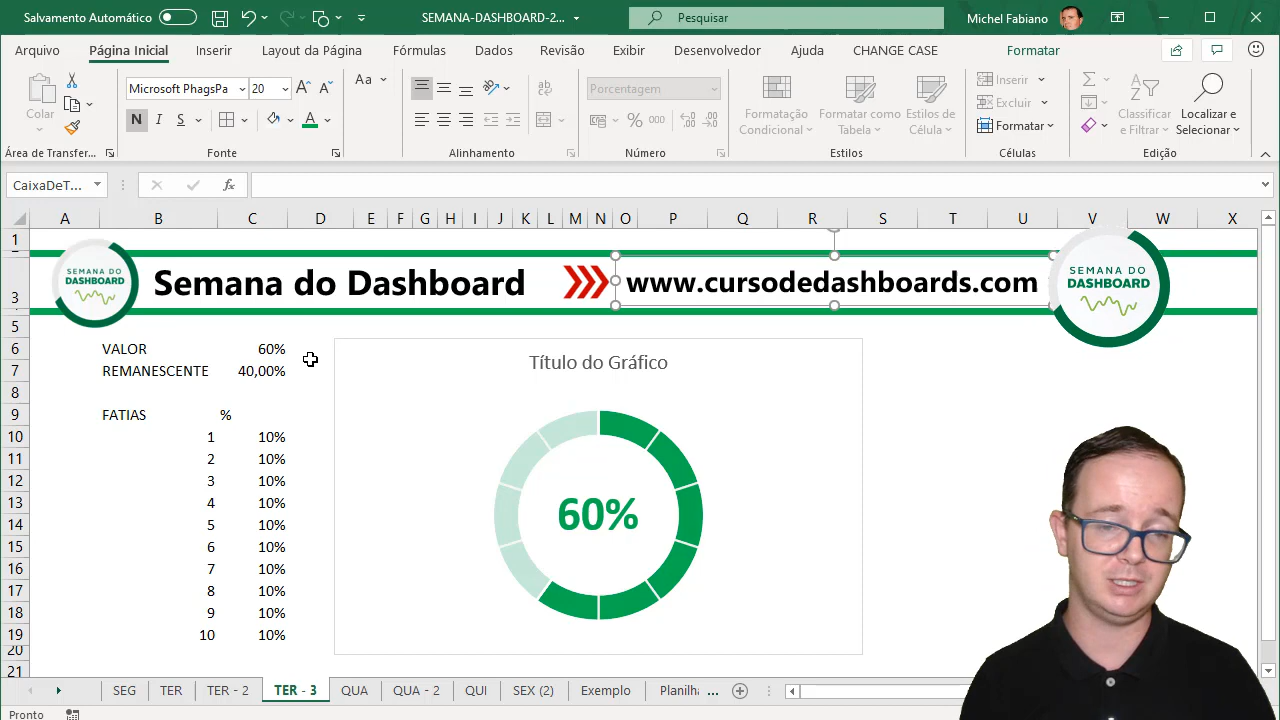 Salvamento Automático
SEMANA-DASHBOARD-2...
Pesquisar
Michel Fabiano
Arquivo
Página Inicial
Inserir
Layout da Página
Fórmulas
Dados
Revisão
Exibir
Desenvolvedor
Ajuda
CHANGE CASE
Formatar
Colar
Microsoft PhagsPa
20
Aa
N
I
S
A
ab
Porcentagem
%
000
Formatação Condicional
Formatar como Tabela
Estilos de Célula
Inserir
Excluir
Formatar
Classificar e Filtrar
Localizar e Selecionar
Área de Transfer...
Fonte
Alinhamento
Número
Estilos
Células
Edição
CaixaDeT...
fx
A B C D E F G H I J K L M N O P Q R S T U V W X
1
3
SEMANA DO
DASHBOARD
Semana do Dashboard
www.cursodedashboards.com
SEMANA DO
DASHBOARD
5
6 VALOR 60%
7 REMANESCENTE 40,00%
8
9 FATIAS %
10 1 10%
11 2 10%
12 3 10%
13 4 10%
14 5 10%
15 6 10%
16 7 10%
17 8 10%
18 9 10%
19 10 10%
20
21
Título do Gráfico
60%
SEG
TER
TER - 2
TER - 3
QUA
QUA - 2
QUI
SEX (2)
Exemplo
Planilha
...
Pronto